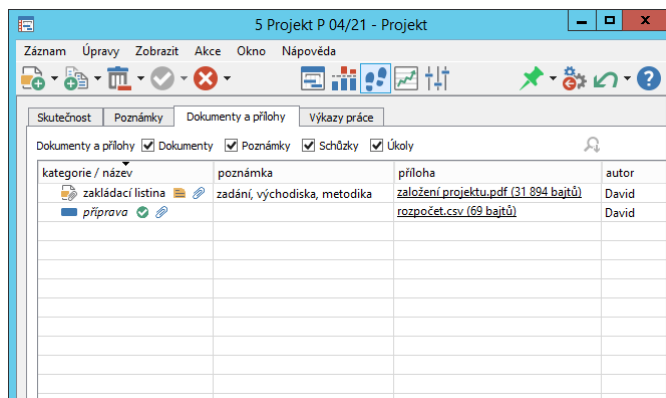 5 Projekt P 04/21 - Projekt
Záznam Úpravy Zobrazit Akce Okno Nápověda
Skutečnost Poznámky Dokumenty a přílohy Výkazy práce
Dokumenty a přílohy Dokumenty Poznámky Schůzky Úkoly
kategorie / název poznámka příloha autor
zakládácí listina zadání, východiska, metodika založení projektu.pdf (31 894 bajtů) David
příprava rozpočet.csv (69 bajtů) David